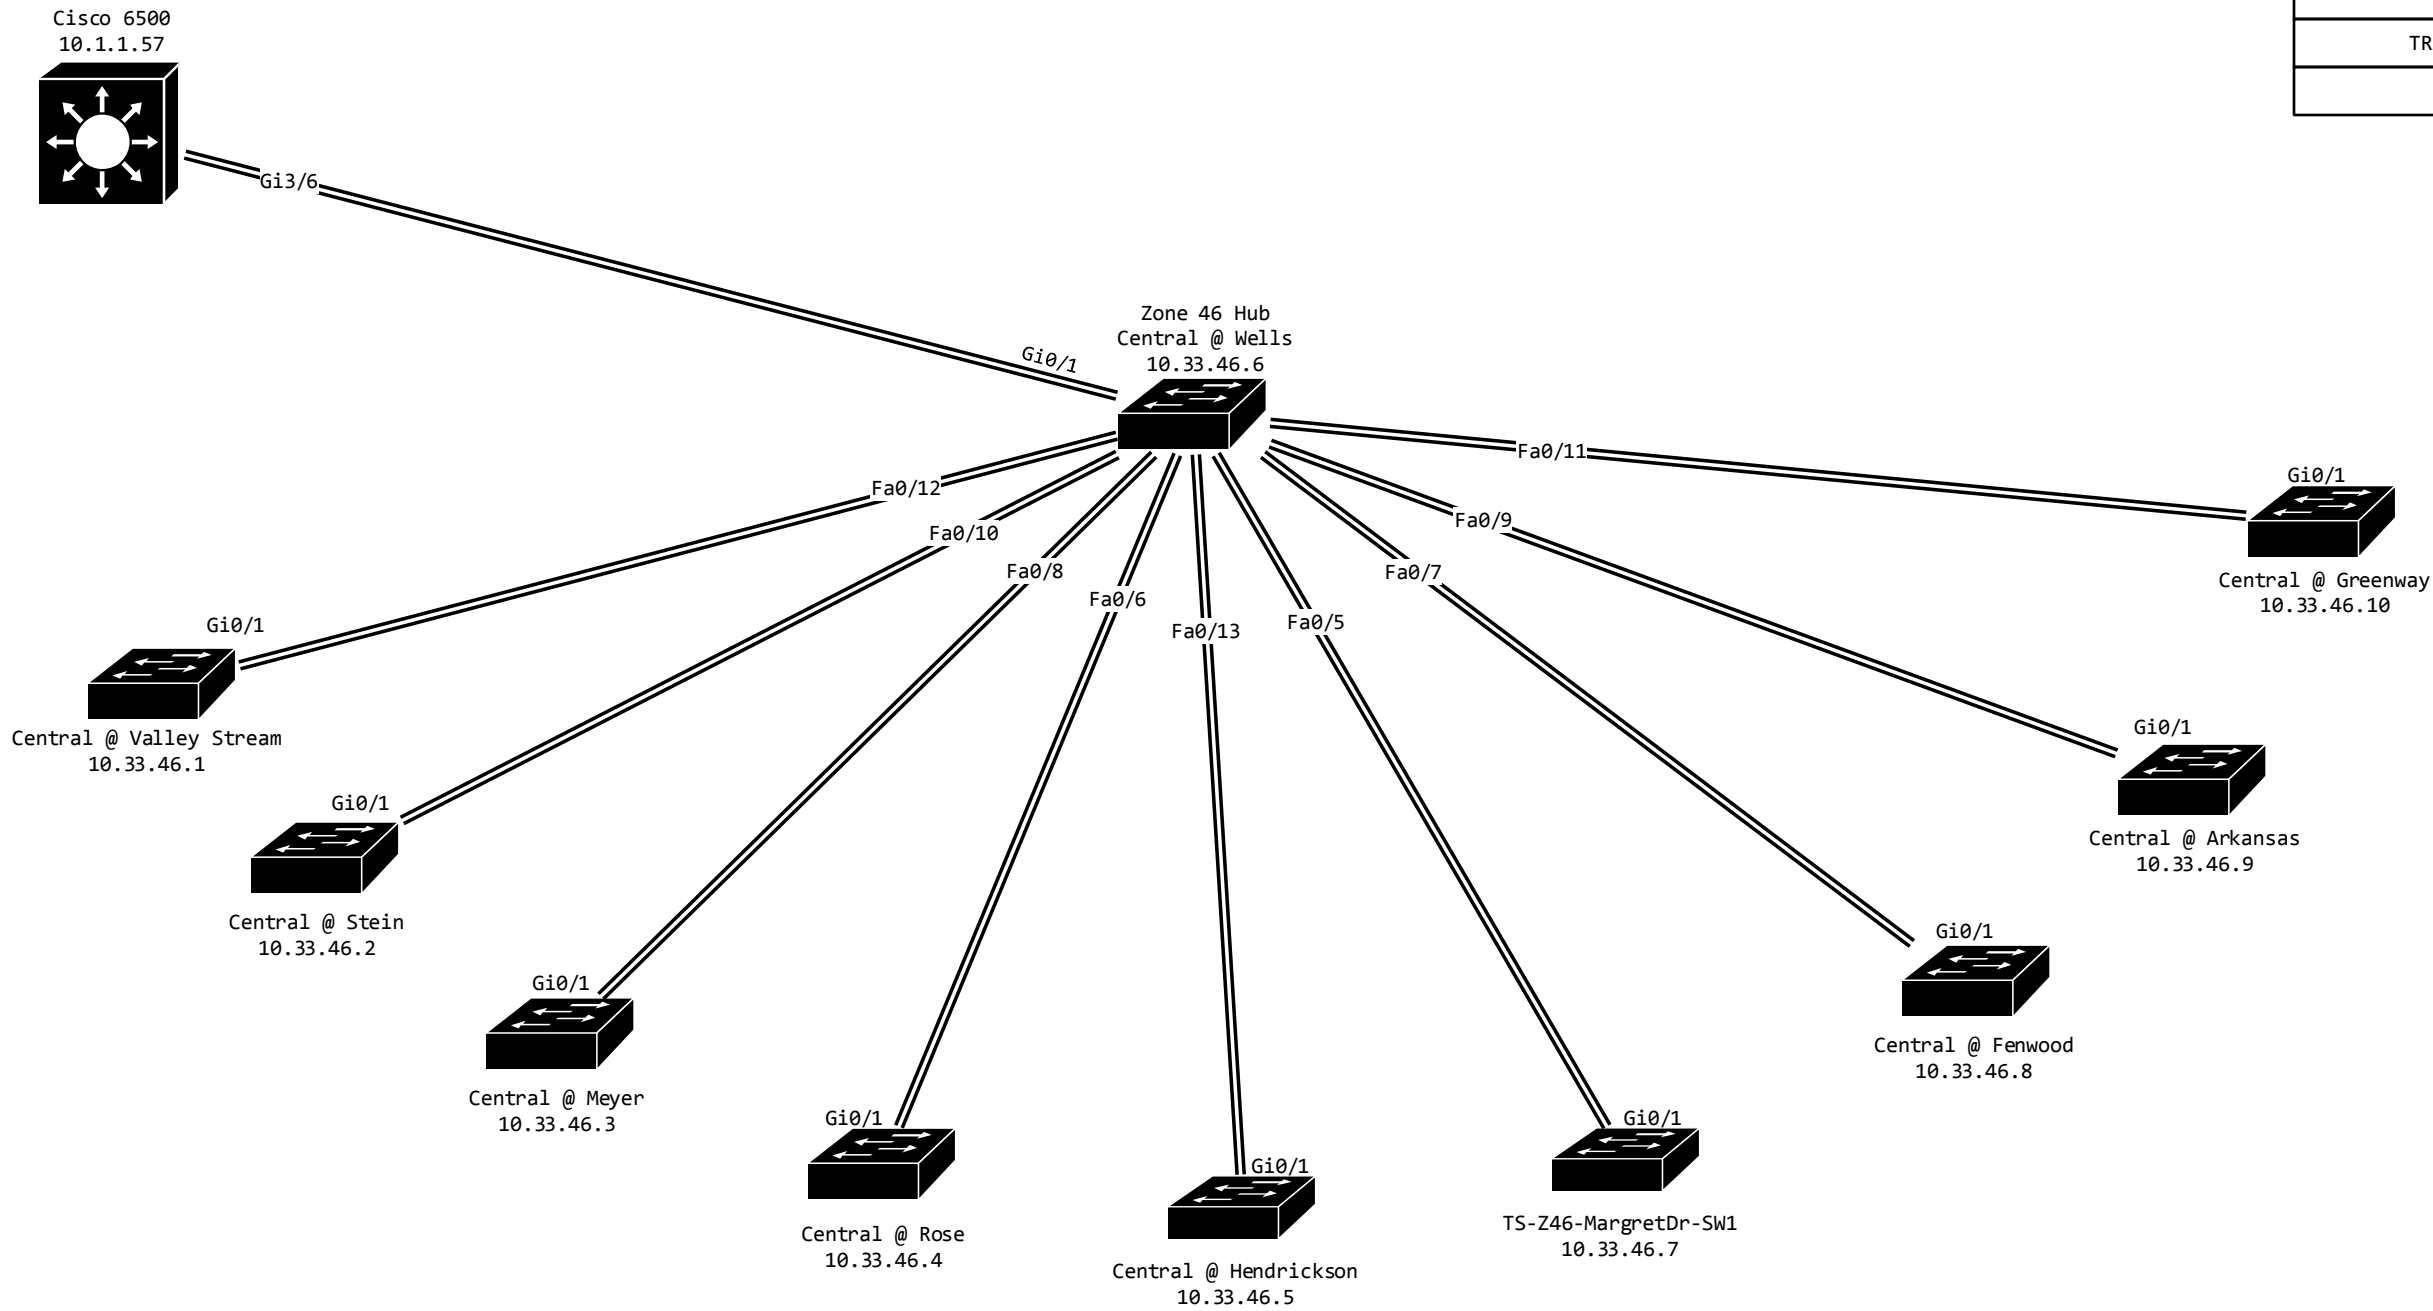 Cisco 6500
10.1.1.57
TR
Gi3/6
Zone 46 Hub
Central @ Wells
10.33.46.6
Gi0/1
Fa0/11
Gi0/1
Fa0/12
Fa0/10
Fa0/9
Fa0/8
Fa0/7
Fa0/6
Fa0/13
Fa0/5
Central @ Greenway
10.33.46.10
Gi0/1
Central @ Valley Stream
10.33.46.1
Gi0/1
Central @ Arkansas
10.33.46.9
Gi0/1
Central @ Stein
10.33.46.2
Gi0/1
Central @ Fenwood
10.33.46.8
Gi0/1
Central @ Meyer
10.33.46.3
Gi0/1
Central @ Rose
10.33.46.4
Gi0/1
Central @ Hendrickson
10.33.46.5
Gi0/1
TS-Z46-MargretDr-SW1
10.33.46.7